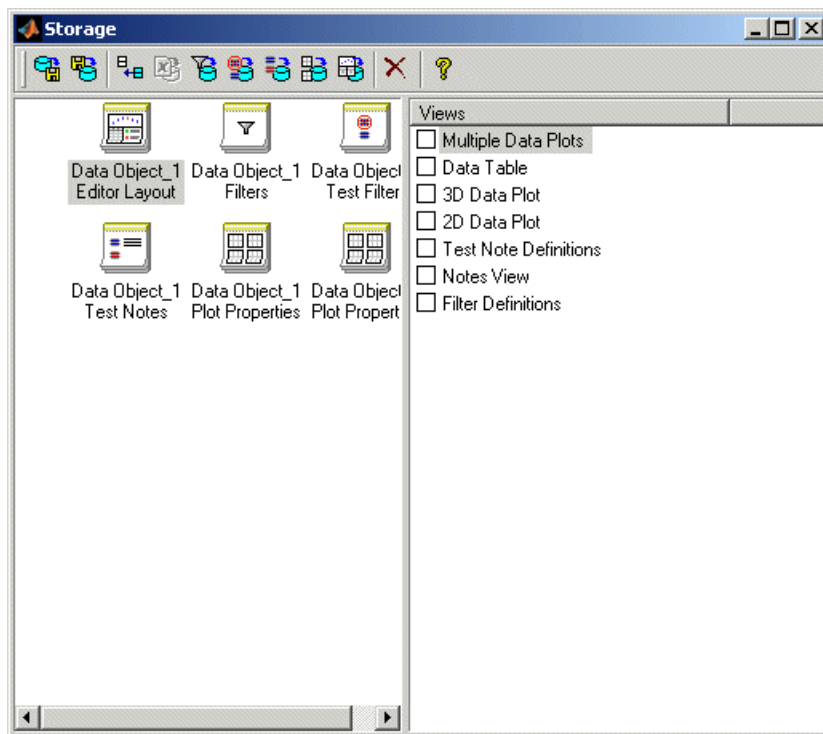 Storage
Data Object_1
Editor Layout
Data Object_1
Filters
Data Object
Test Filter
Data Object_1
Test Notes
Data Object_1
Plot Properties
Data Object
Plot Propert
Views
Multiple Data Plots
Data Table
3D Data Plot
2D Data Plot
Test Note Definitions
Notes View
Filter Definitions